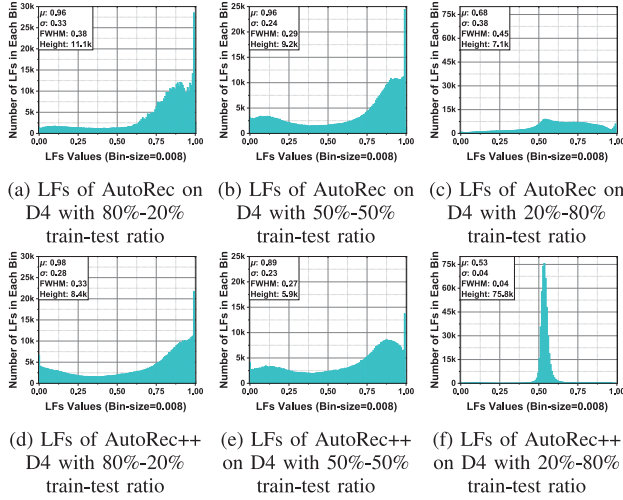 Number of LFs in Each Bin
30k
25k
20k
15k
10k
5k
0
μ: 0.96
σ: 0.33
FWHM: 0.38
Height: 11.1k
0,00 0,25 0,50 0,75 1,00
LFs Values (Bin-size=0.008)
(a) LFs of AutoRec on
D4 with 80%-20%
train-test ratio
Number of LFs in Each Bin
25k
20k
15k
10k
5k
0
μ: 0.96
σ: 0.24
FWHM: 0.29
Height: 9.2k
0,00 0,25 0,50 0,75 1,00
LFs Values (Bin-size=0.008)
(b) LFs of AutoRec on
D4 with 50%-50%
train-test ratio
Number of LFs in Each Bin
75k
60k
45k
30k
15k
0
μ: 0.68
σ: 0.38
FWHM: 0.45
Height: 7.1k
0,00 0,25 0,50 0,75 1,00
LFs Values (Bin-size=0.008)
(c) LFs of AutoRec on
D4 with 20%-80%
train-test ratio
Number of LFs in Each Bin
30k
25k
20k
15k
10k
5k
0
μ: 0.98
σ: 0.28
FWHM: 0.33
Height: 8.4k
0,00 0,25 0,50 0,75 1,00
LFs Values (Bin-size=0.008)
(d) LFs of AutoRec++
D4 with 80%-20%
train-test ratio
Number of LFs in Each Bin
25k
20k
15k
10k
5k
0
μ: 0.89
σ: 0.23
FWHM: 0.27
Height: 5.9k
0,00 0,25 0,50 0,75 1,00
LFs Values (Bin-size=0.008)
(e) LFs of AutoRec++
on D4 with 50%-50%
train-test ratio
Number of LFs in Each Bin
75k
60k
45k
30k
15k
0
μ: 0.53
σ: 0.04
FWHM: 0.04
Height: 75.8k
0,00 0,25 0,50 0,75 1,00
LFs Values (Bin-size=0.008)
(f) LFs of AutoRec++
on D4 with 20%-80%
train-test ratio